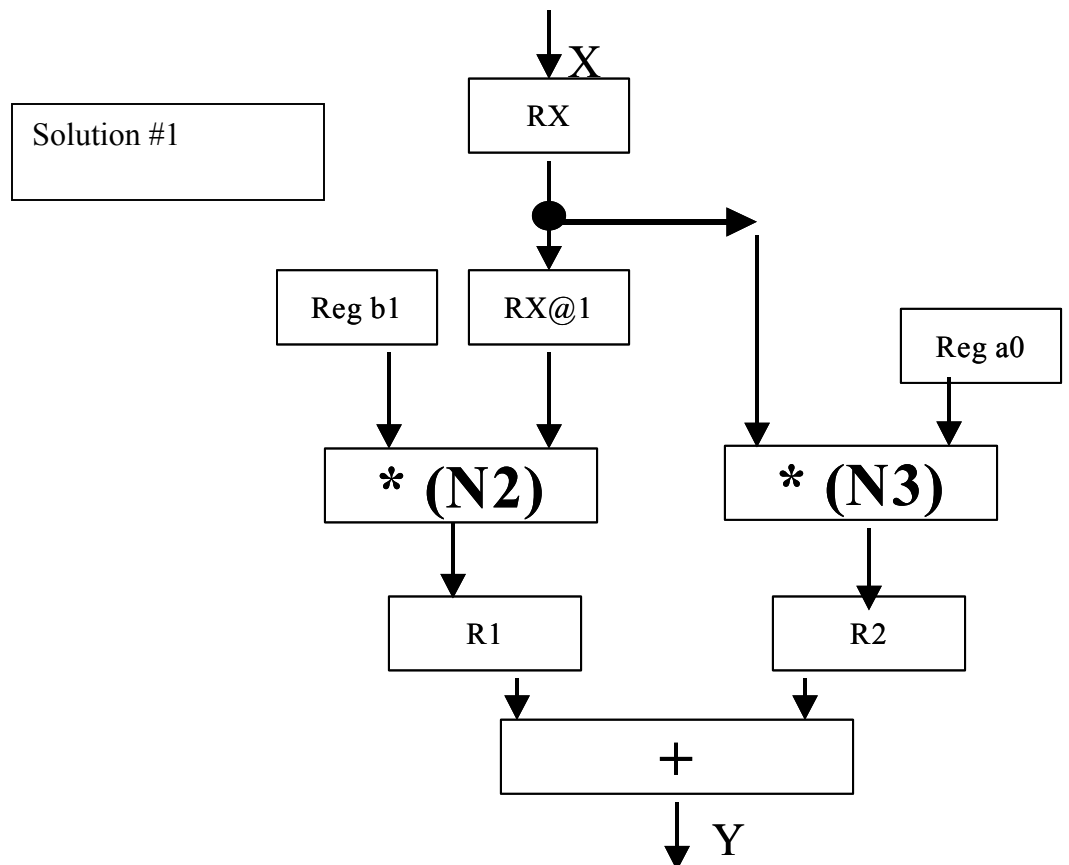 X
RX
Solution #1
Reg b1
RX@1
Reg a0
* (N2)
* (N3)
R1
R2
+
Y